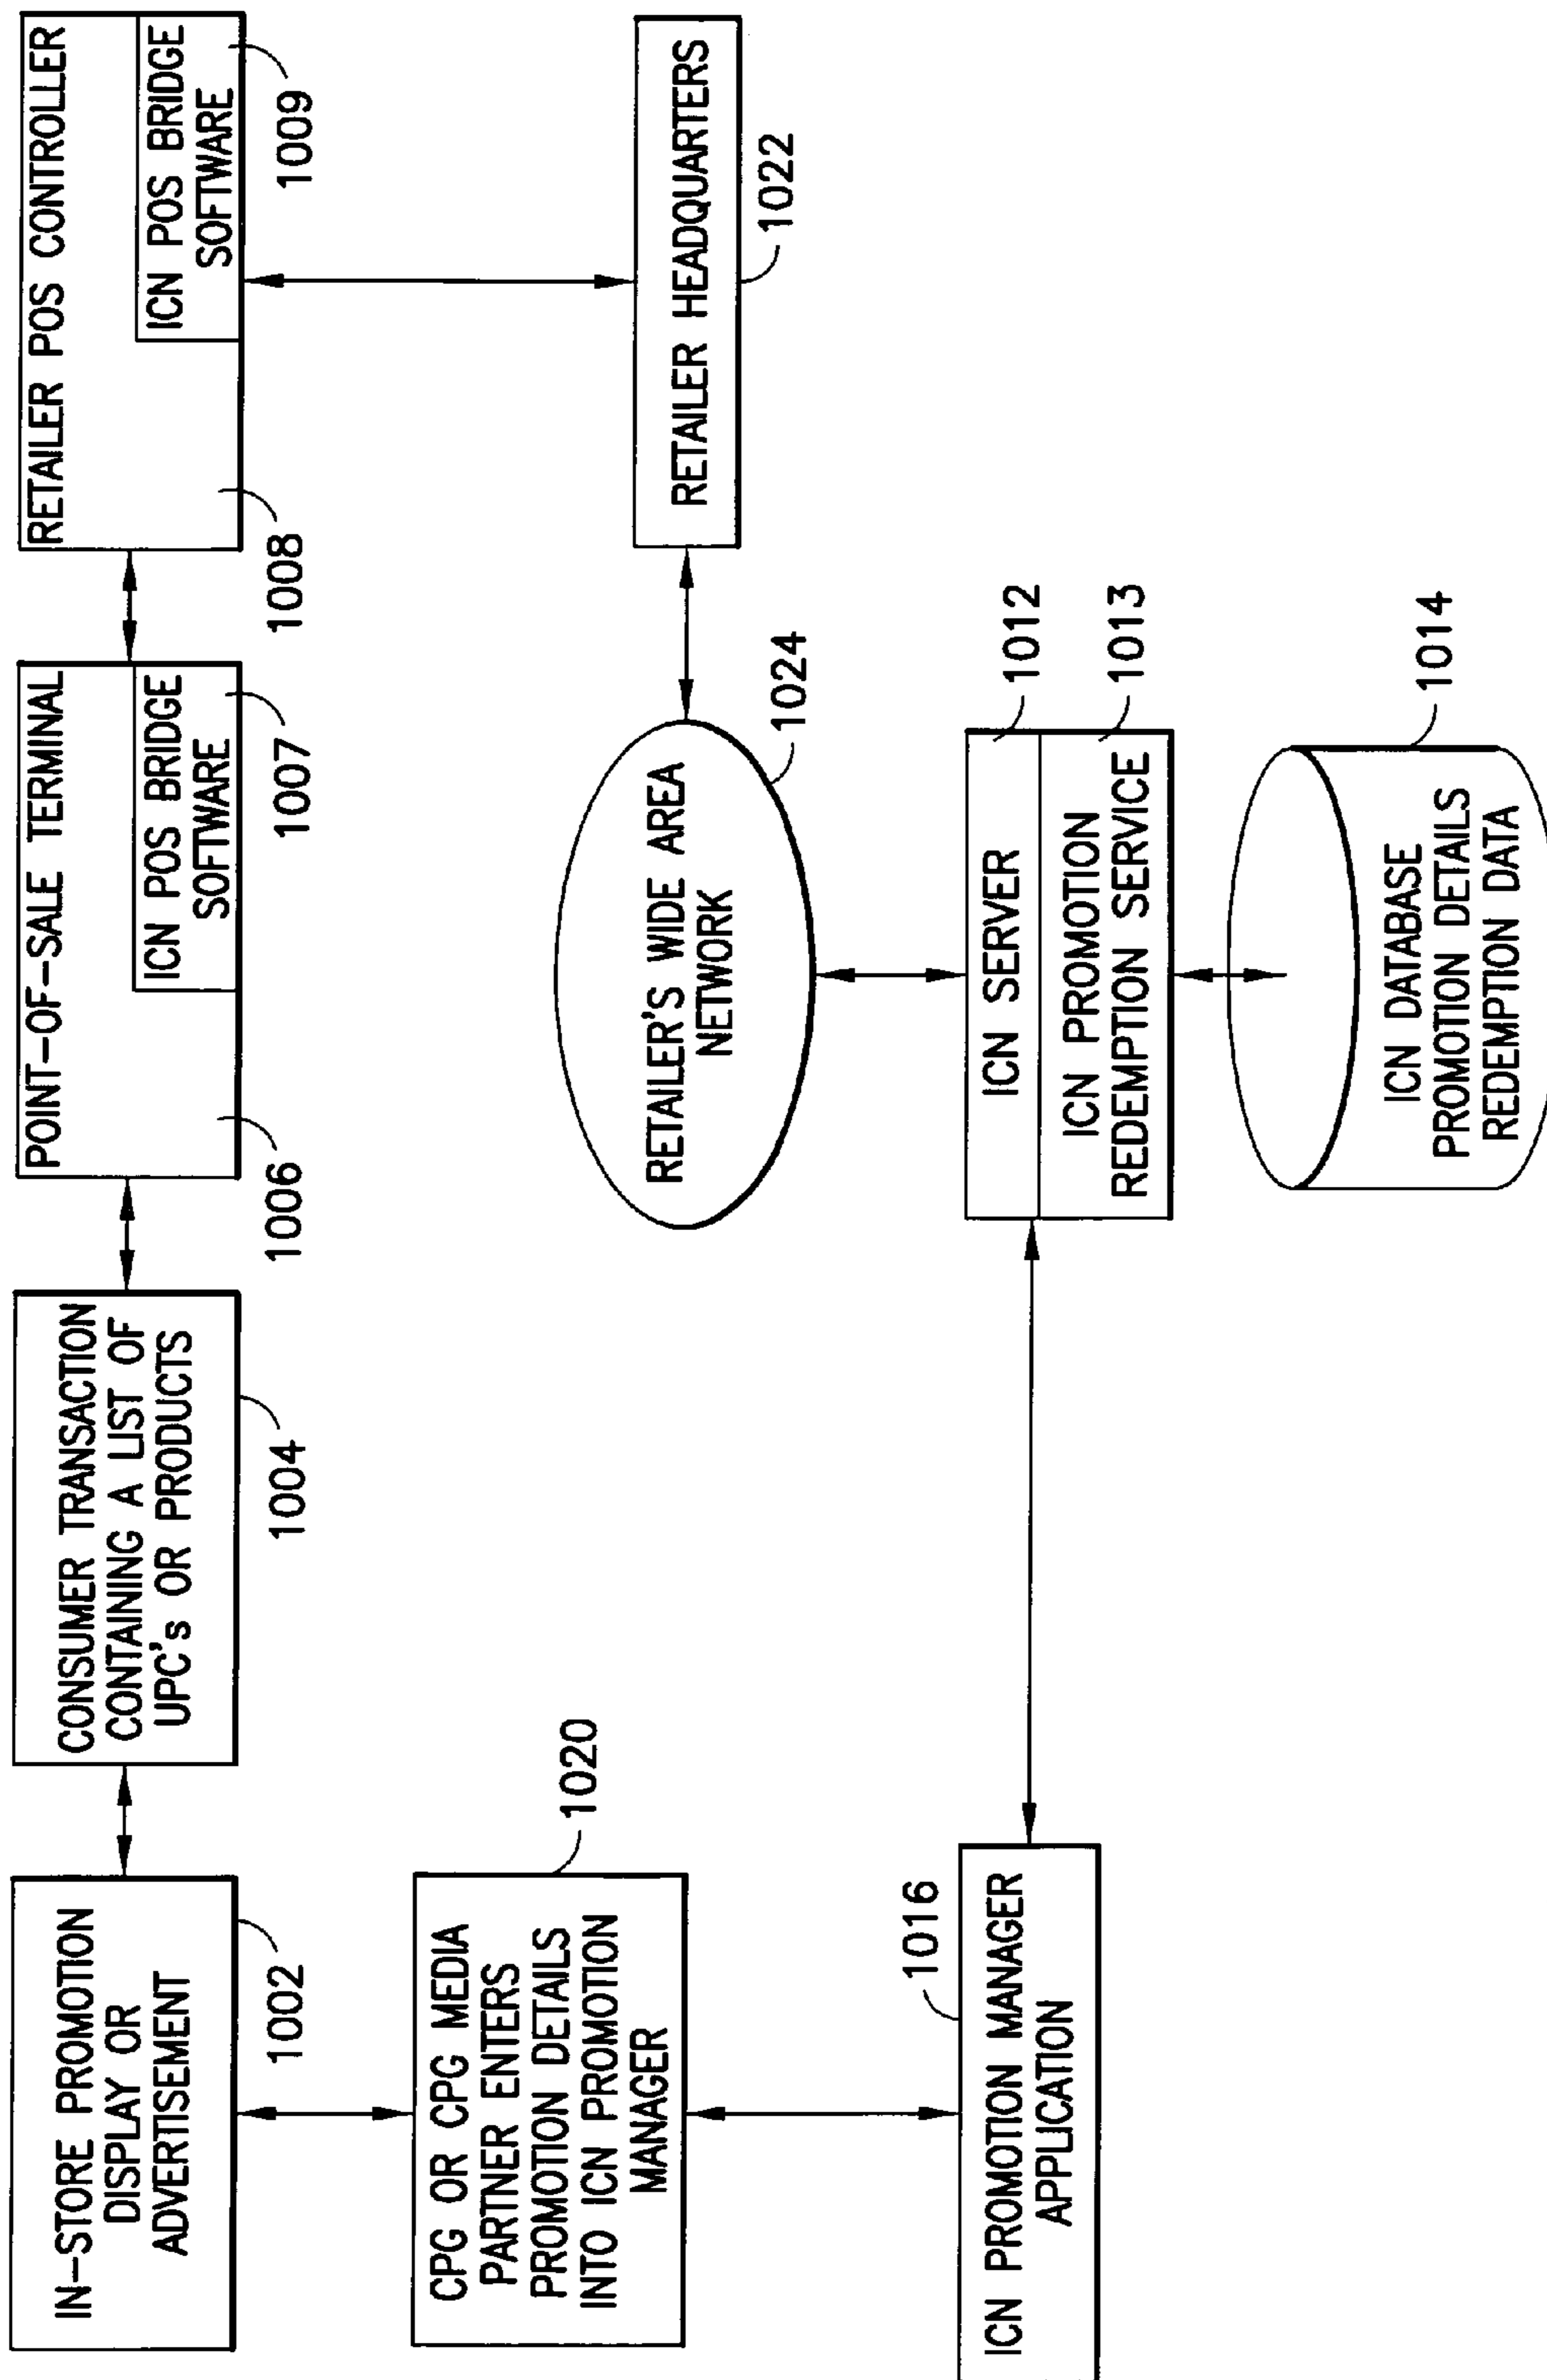 IN-STORE PROMOTION
DISPLAY OR
ADVERTISEMENT
1002
CONSUMER TRANSACTION
CONTAINING A LIST OF
UPC's OR PRODUCTS
1004
POINT-OF-SALE TERMINAL
ICN POS BRIDGE
SOFTWARE
1006
1007
RETAILER POS CONTROLLER
ICN POS BRIDGE
SOFTWARE
1008
1009
CPG OR CPG MEDIA
PARTNER ENTERS
PROMOTION DETAILS
INTO ICN PROMOTION
MANAGER
1020
RETAILER'S WIDE AREA
NETWORK
1024
RETAILER HEADQUARTERS
1022
1016
ICN PROMOTION MANAGER
APPLICATION
ICN SERVER
1012
ICN PROMOTION
REDEMPTION SERVICE
1013
ICN DATABASE
PROMOTION DETAILS
REDEMPTION DATA
1014